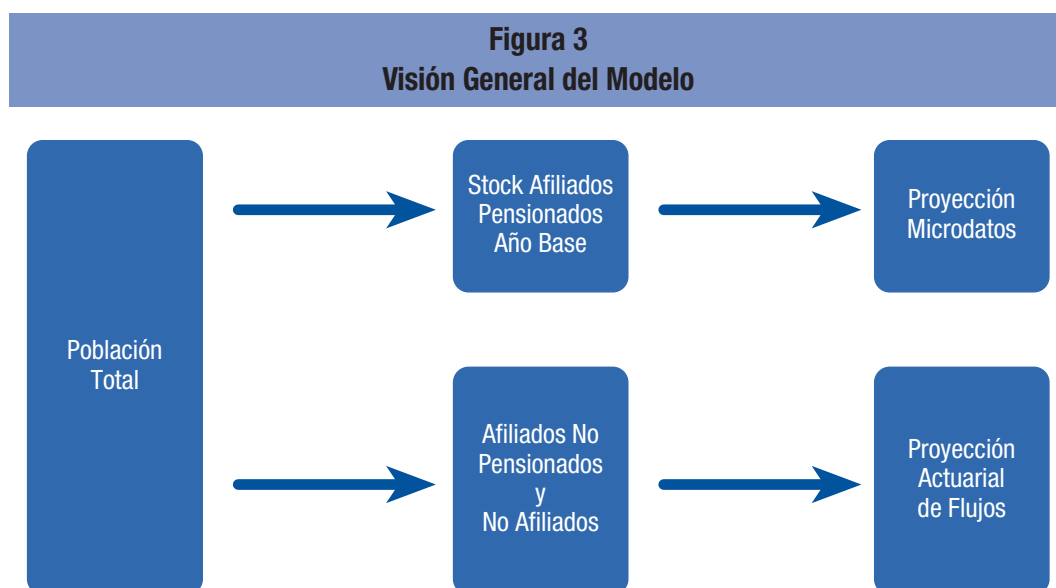 Figura 3
Visión General del Modelo
Población
Total
Stock Afiliados
Pensionados
Año Base
Proyección
Microdatos
Afiliados No
Pensionados
y
No Afiliados
Proyección
Actuarial
de Flujos